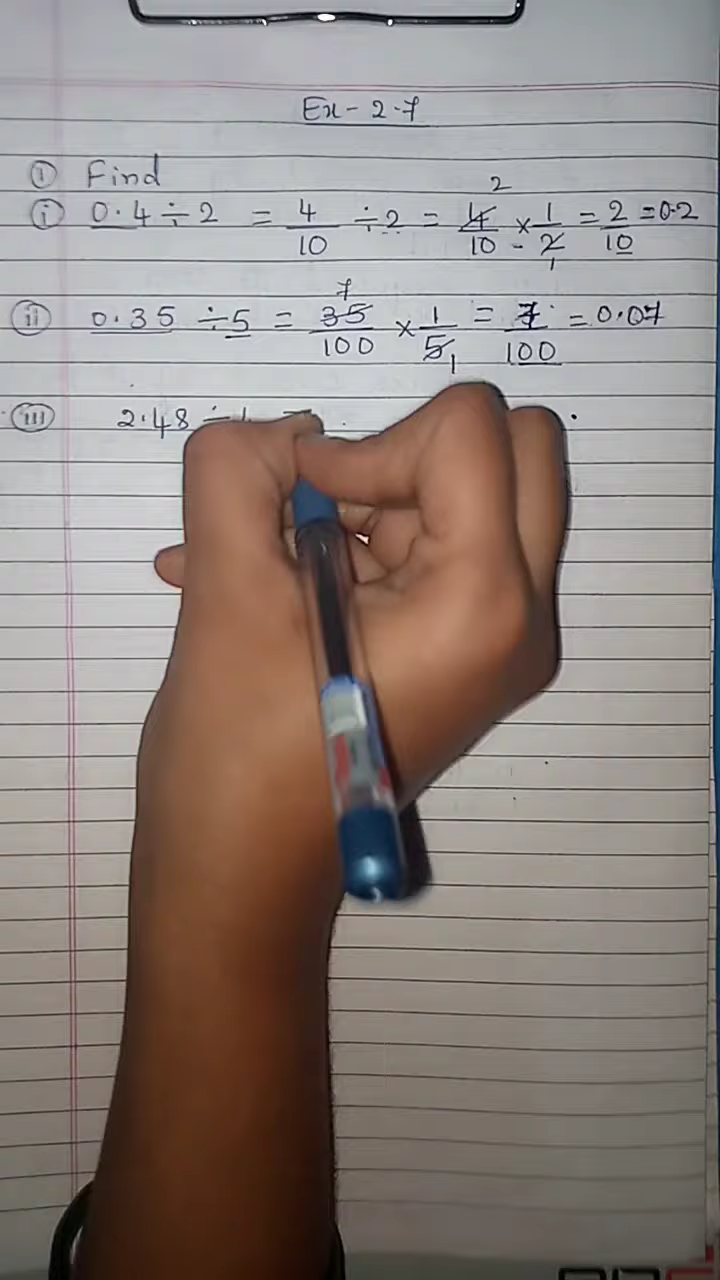 Ex - 2.7
① Find
ⓘ 0.4 ÷ 2 = 4/10 ÷ 2 = 4/10 × 1/2 = 2/10 = 0.2
ⓘⓘ 0.35 ÷ 5 = 35/100 × 1/5 = 7/100 = 0.07
ⓘⓘⓘ 2.48 ÷